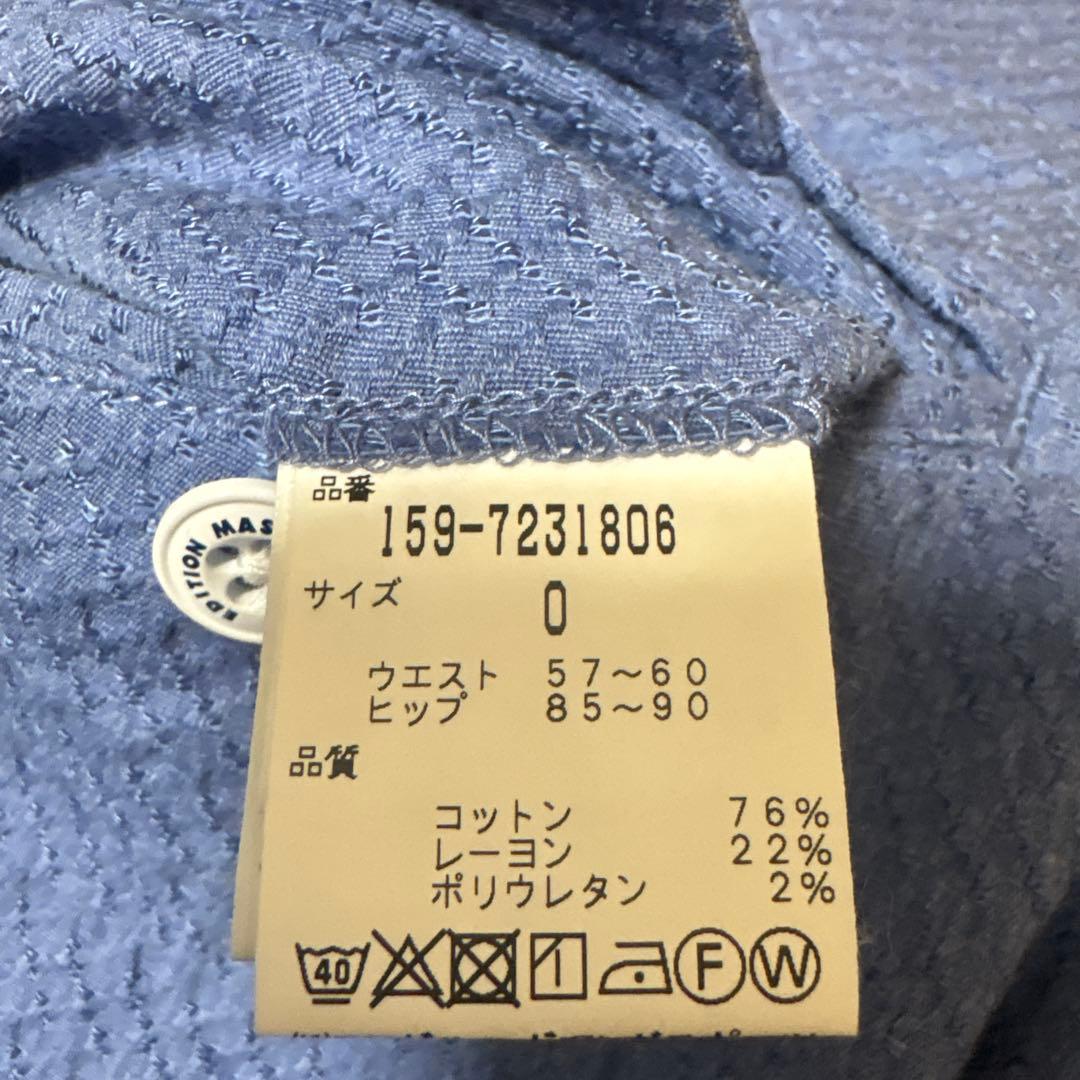 品番
159-7231806
サイズ 0
ウエスト 57～60
ヒップ 85～90
品質
コットン 76%
レーヨン 22%
ポリウレタン 2%
40 F W
EDITION MAS